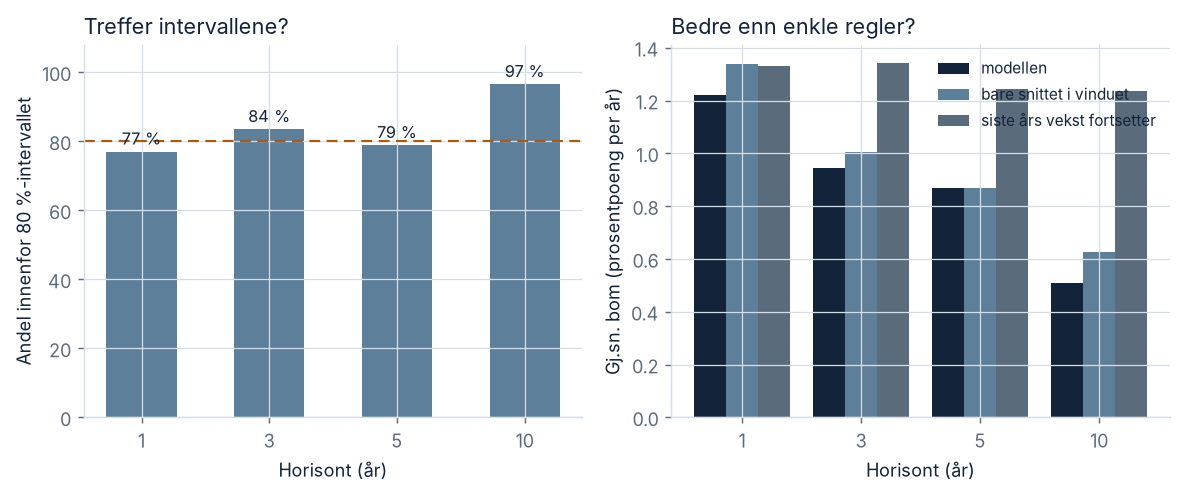 Treffer intervallene?
Andel innenfor 80 %-intervallet
100
80
60
40
20
0
77 %
84 %
79 %
97 %
1
3
5
10
Horisont (år)
Bedre enn enkle regler?
Gj.sn. bom (prosentpoeng per år)
1.4
1.2
1.0
0.8
0.6
0.4
0.2
0.0
modellen
bare snittet i vinduet
siste års vekst fortsetter
1
3
5
10
Horisont (år)